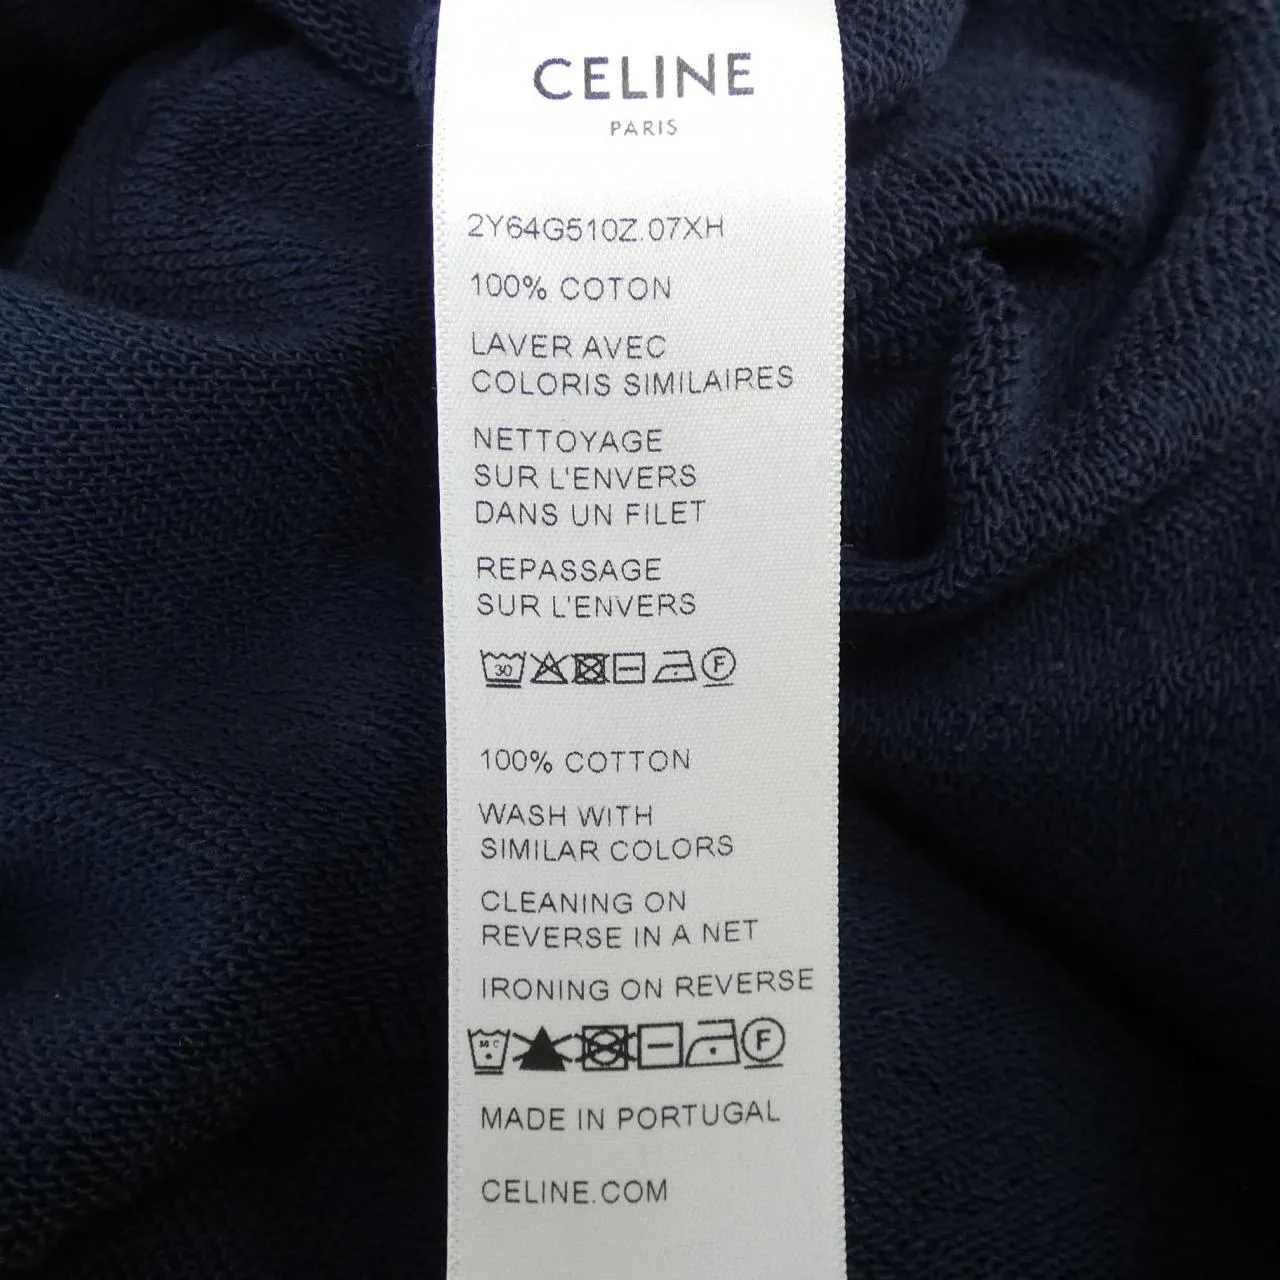 CELINE
PARIS
2Y64G510Z.07XH
100% COTON
LAVER AVEC
COLORIS SIMILAIRES
NETTOYAGE
SUR L'ENVERS
DANS UN FILET
REPASSAGE
SUR L'ENVERS
30 F
100% COTTON
WASH WITH
SIMILAR COLORS
CLEANING ON
REVERSE IN A NET
IRONING ON REVERSE
F
MADE IN PORTUGAL
CELINE.COM